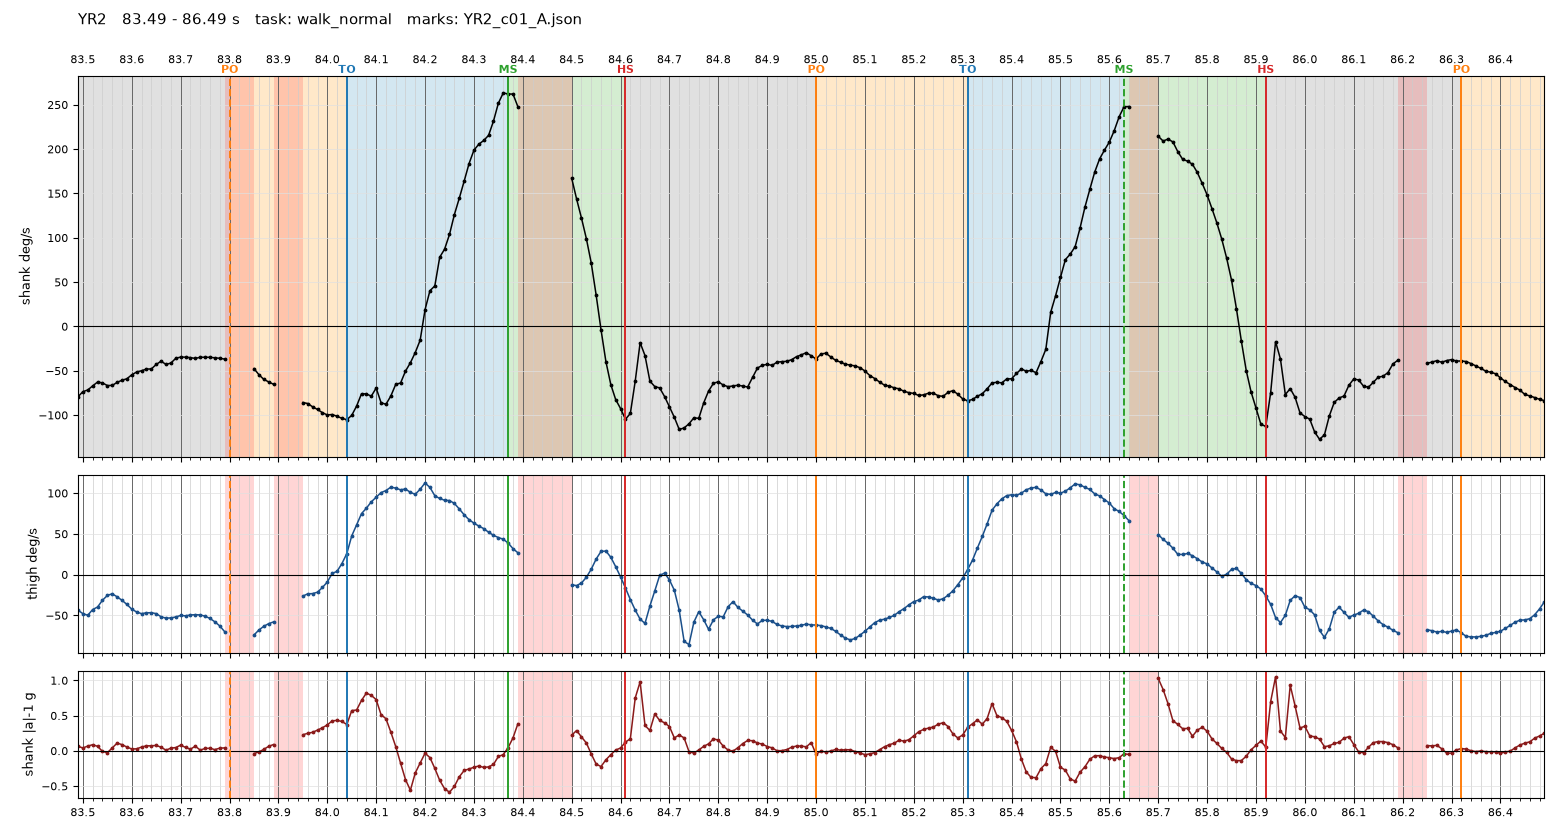 YR2   83.49 - 86.49 s   task: walk_normal   marks: YR2_c01_A.json
83.5 83.6 83.7 83.8 83.9 84.0 84.1 84.2 84.3 84.4 84.5 84.6 84.7 84.8 84.9 85.0 85.1 85.2 85.3 85.4 85.5 85.6 85.7 85.8 85.9 86.0 86.1 86.2 86.3 86.4
PO TO MS HS PO TO MS HS PO
250
200
150
100
50
0
−50
−100
shank deg/s
100
50
0
−50
thigh deg/s
1.0
0.5
0.0
−0.5
shank |a|-1 g
83.5 83.6 83.7 83.8 83.9 84.0 84.1 84.2 84.3 84.4 84.5 84.6 84.7 84.8 84.9 85.0 85.1 85.2 85.3 85.4 85.5 85.6 85.7 85.8 85.9 86.0 86.1 86.2 86.3 86.4